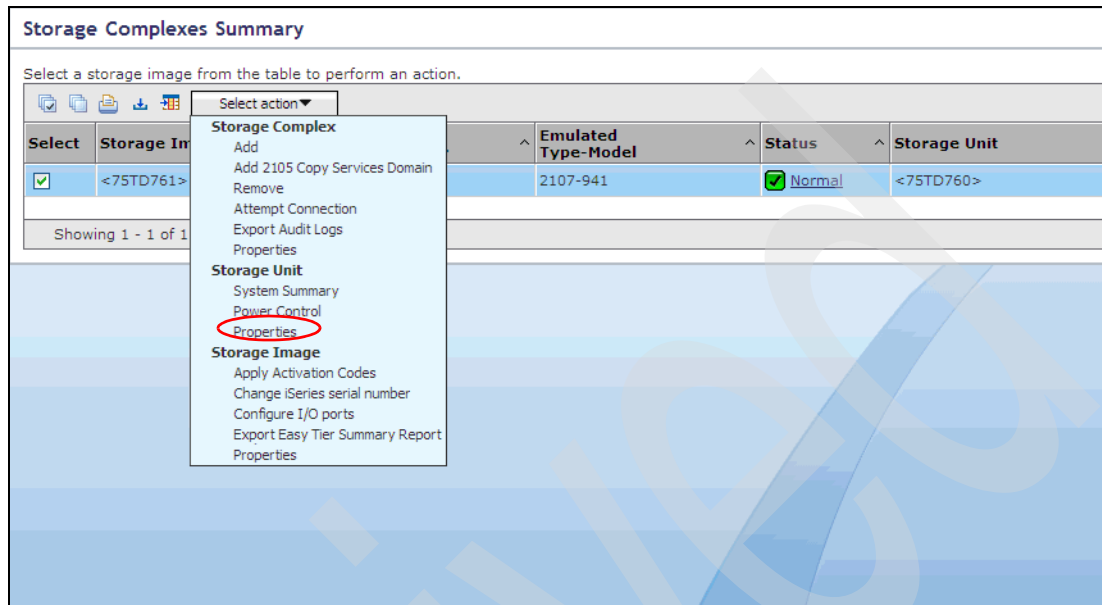 Storage Complexes Summary
Select a storage image from the table to perform an action.
Select action▼
Select Storage Emulated Type-Model Status Storage Unit
<75TD761> 2107-941 Normal <75TD760>
Showing 1 - 1 of 1
Storage Complex
Add
Add 2105 Copy Services Domain
Remove
Attempt Connection
Export Audit Logs
Properties
Storage Unit
System Summary
Power Control
Properties
Storage Image
Apply Activation Codes
Change iSeries serial number
Configure I/O ports
Export Easy Tier Summary Report
Properties